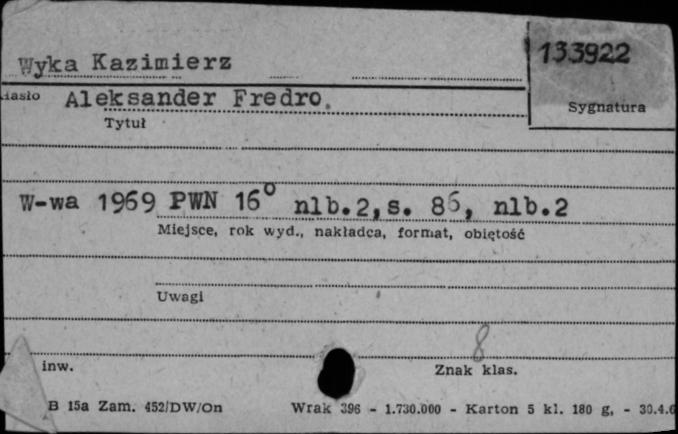 Wyka Kazimierz
133922
Sygnatura
Hasło Aleksander Fredro.
Tytuł
W-wa 1969 PWN 16° nlb.2, s. 86, nlb.2
Miejsce, rok wyd., nakładca, format, objętość
Uwagi
8
inw.
Znak klas.
B 15a Zam. 452/DW/On Wrak 396 - 1.730.000 - Karton 5 kl. 180 g. - 30.4.6